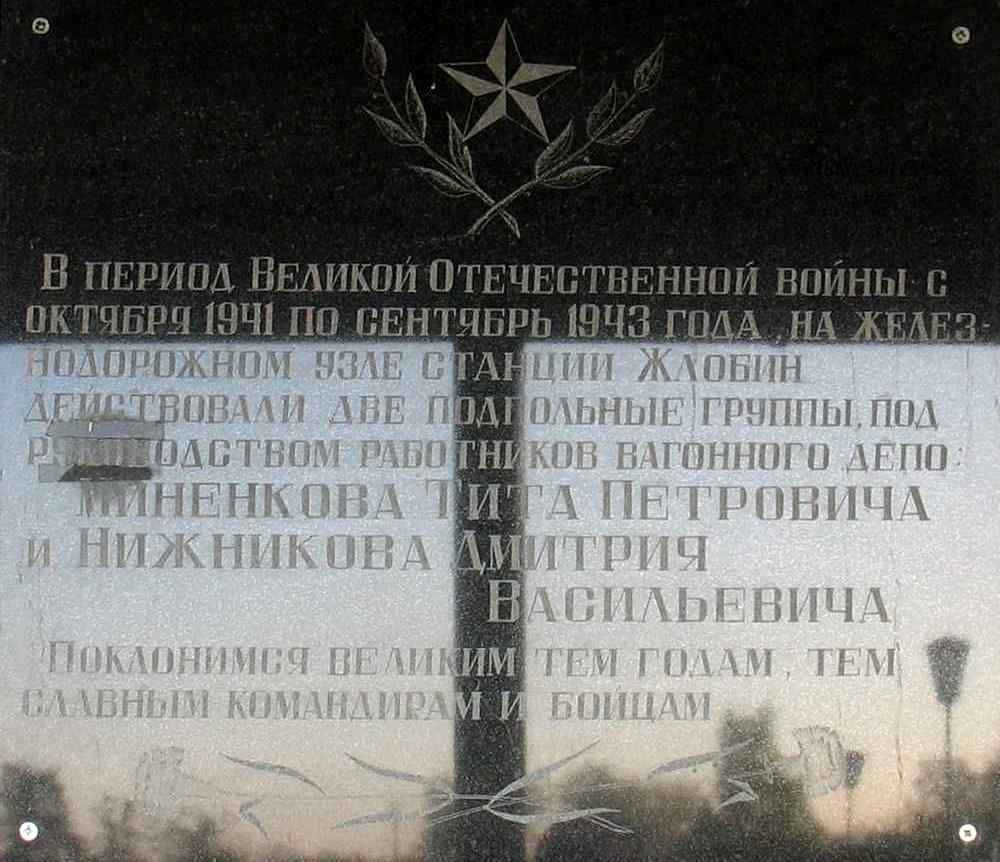 В ПЕРИОД ВЕЛИКОЙ ОТЕЧЕСТВЕННОЙ ВОЙНЫ С
ОКТЯБРЯ 1941 ПО СЕНТЯБРЬ 1943 ГОДА, НА ЖЕЛЕЗ-
НОДОРОЖНОМ УЗЛЕ СТАНЦИИ ЖЛОБИН
ДЕЙСТВОВАЛИ ДВЕ ПОДПОЛЬНЫЕ ГРУППЫ, ПОД
РУКОВОДСТВОМ РАБОТНИКОВ ВАГОННОГО ДЕПО:
МИНЕНКОВА ТИТА ПЕТРОВИЧА
И НИЖНИКОВА ДМИТРИЯ
ВАСИЛЬЕВИЧА
ПОКЛОНИМСЯ ВЕЛИКИМ ТЕМ ГОДАМ, ТЕМ
СЛАВНЫМ КОМАНДИРАМ И БОЙЦАМ